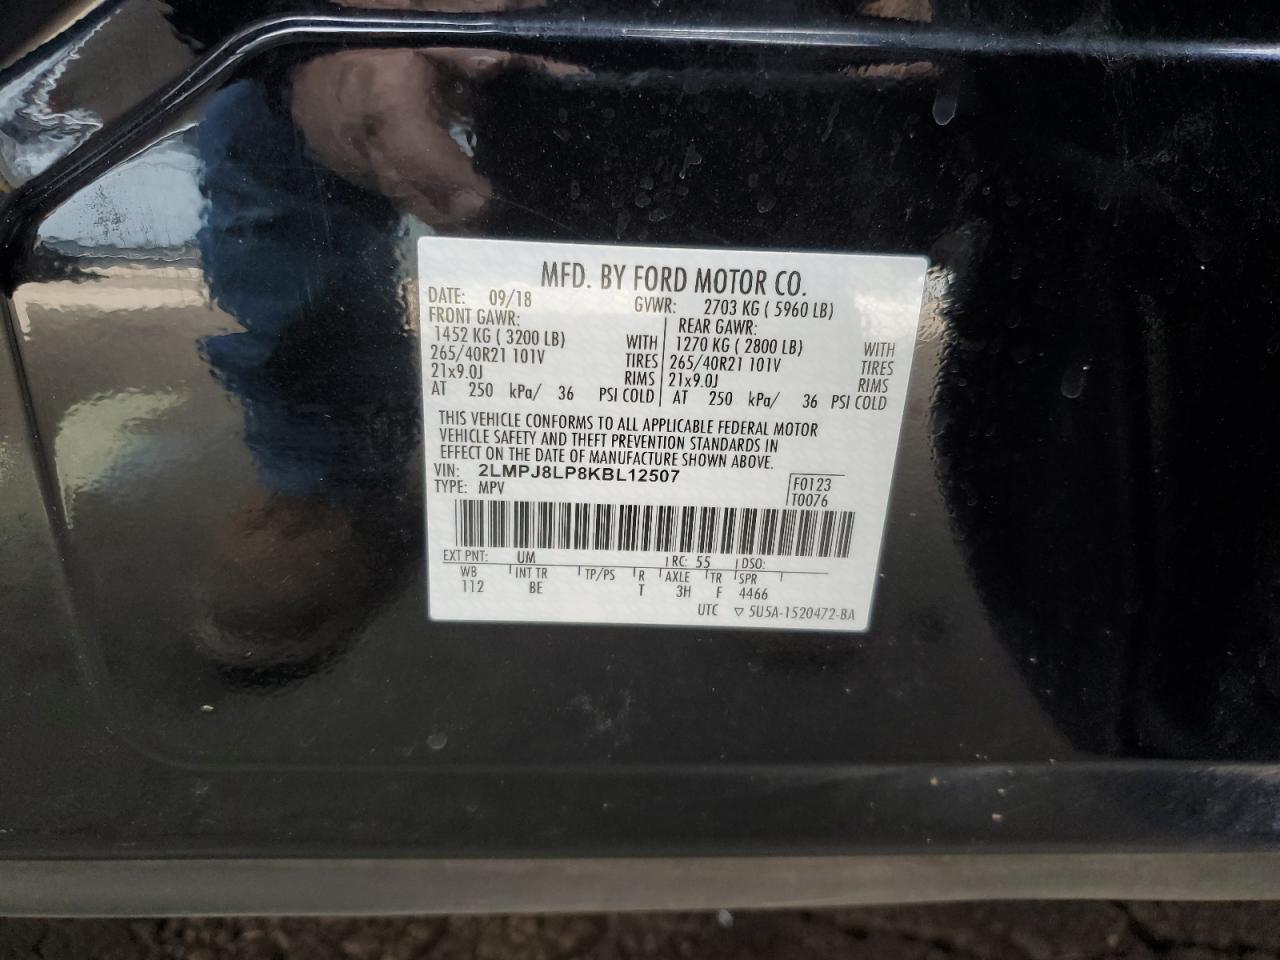 MFD. BY FORD MOTOR CO.
DATE: 09/18 GVWR: 2703 KG ( 5960 LB)
FRONT GAWR: REAR GAWR:
1452 KG ( 3200 LB) WITH 1270 KG ( 2800 LB) WITH
265/40R21 101V TIRES 265/40R21 101V TIRES
21x9.0J RIMS 21x9.0J RIMS
AT 250 kPa/ 36 PSI COLD AT 250 kPa/ 36 PSI COLD
THIS VEHICLE CONFORMS TO ALL APPLICABLE FEDERAL MOTOR
VEHICLE SAFETY AND THEFT PREVENTION STANDARDS IN
EFFECT ON THE DATE OF MANUFACTURE SHOWN ABOVE.
VIN: 2LMPJ8LP8KBL12507 F0123
TYPE: MPV T0076
EXT PNT: UM RC: 55 DSO:
WB INT TR TP/PS R AXLE TR SPR
112 BE T 3H F 4466
UTC ▽ 5U5A-1520472-BA